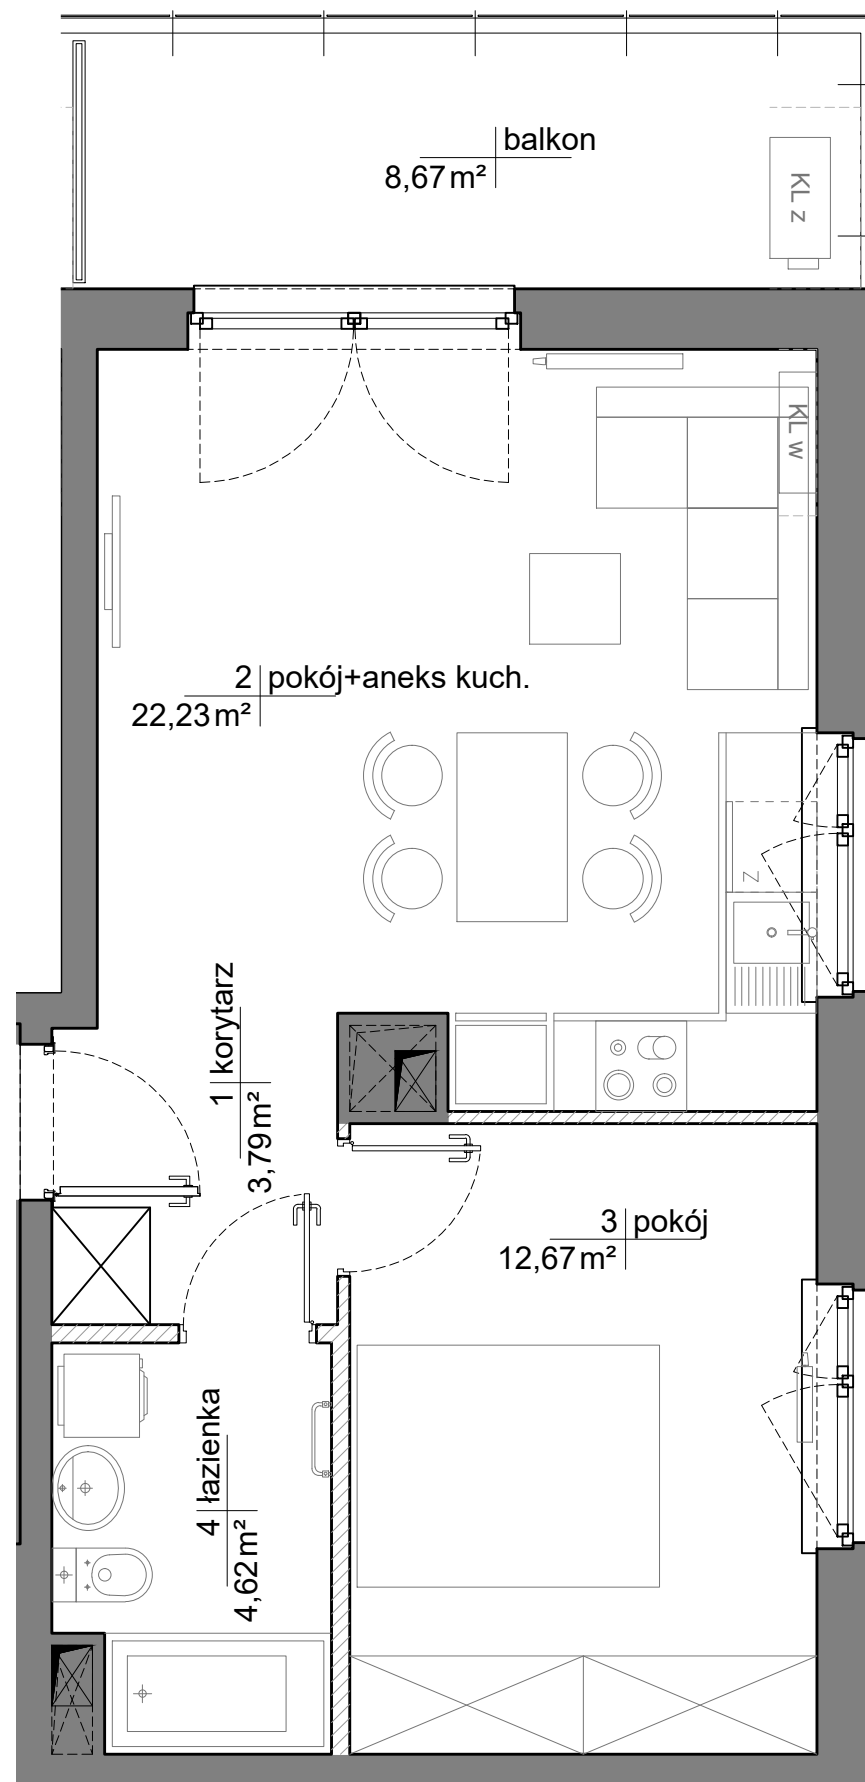 balkon
8,67 m²
KL z
KL w
2 pokój+aneks kuch.
22,23 m²
Z
1 korytarz
3,79 m²
3 pokój
12,67 m²
4 łazienka
4,62 m²